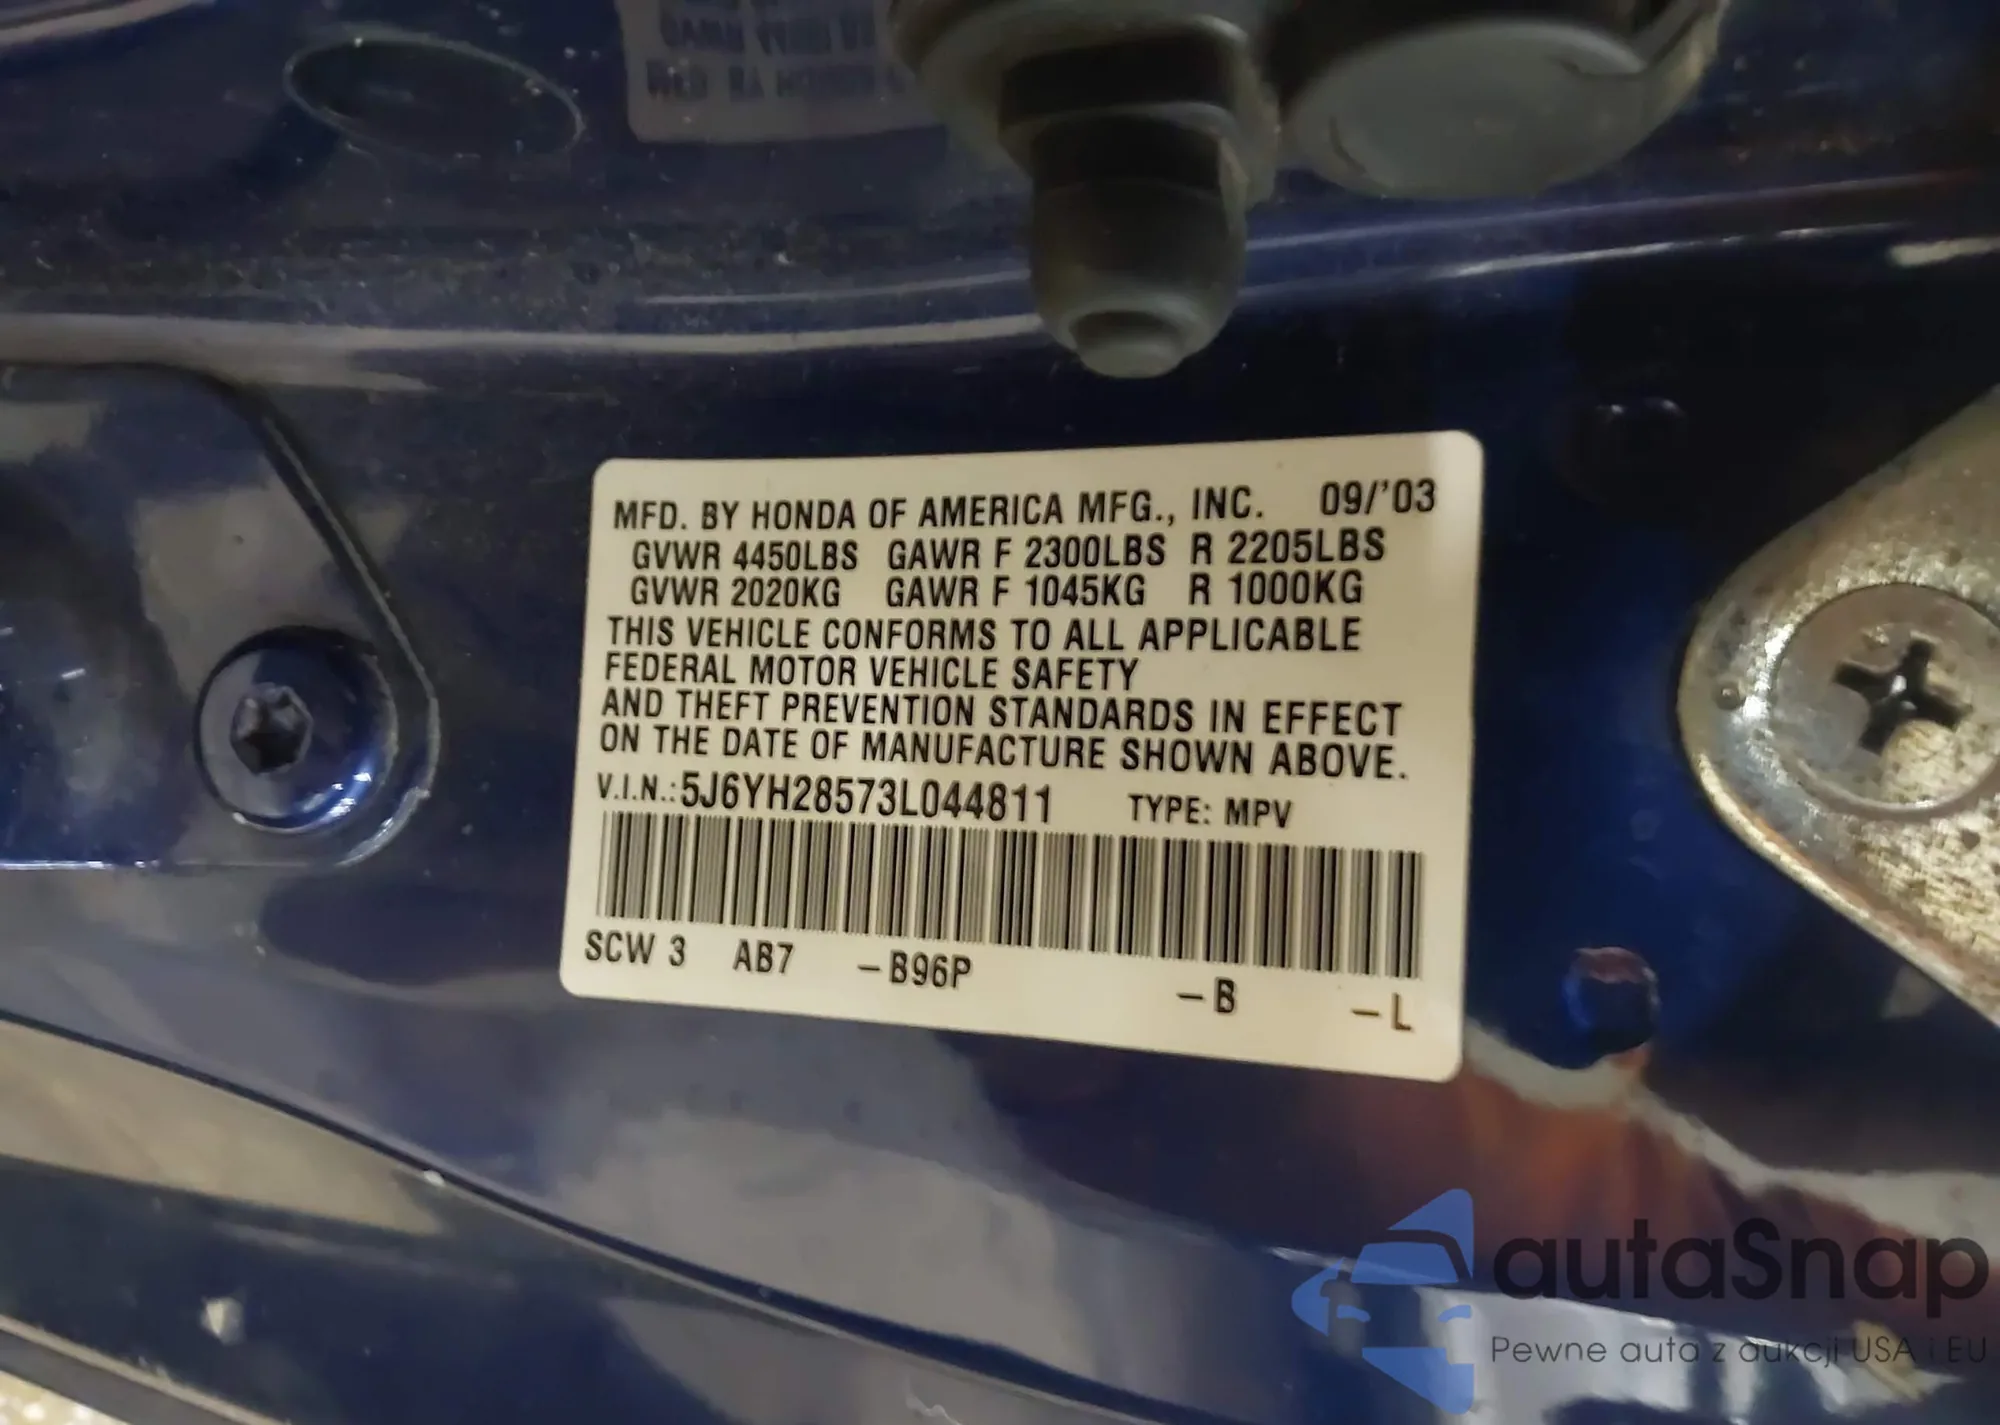 MFD. BY HONDA OF AMERICA MFG., INC. 09/'03
GVWR 4450LBS GAWR F 2300LBS R 2205LBS
GVWR 2020KG GAWR F 1045KG R 1000KG
THIS VEHICLE CONFORMS TO ALL APPLICABLE
FEDERAL MOTOR VEHICLE SAFETY
AND THEFT PREVENTION STANDARDS IN EFFECT
ON THE DATE OF MANUFACTURE SHOWN ABOVE.
V.I.N.: 5J6YH28573L044811 TYPE: MPV
SCW 3 AB7 -B96P -B -L
autaSnap
Pewne auta z aukcji USA i EU